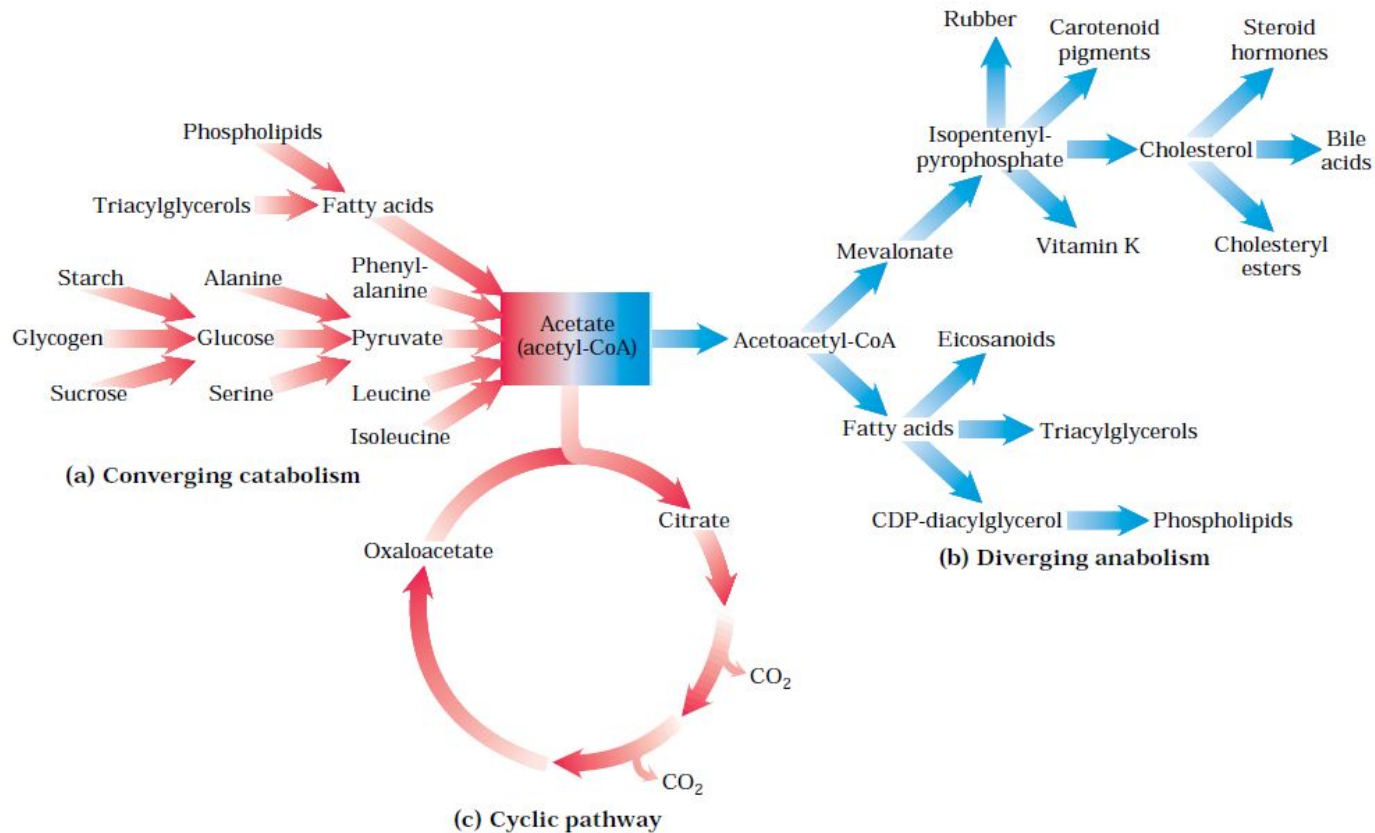 Phospholipids
Triacylglycerols
Fatty acids
Starch
Alanine
Phenyl-
alanine
Glycogen
Glucose
Pyruvate
Sucrose
Serine
Leucine
Isoleucine
(a) Converging catabolism
Acetate
(acetyl-CoA)
Rubber
Carotenoid
pigments
Steroid
hormones
Isopentenyl-
pyrophosphate
Cholesterol
Bile
acids
Mevalonate
Vitamin K
Cholesteryl
esters
Acetoacetyl-CoA
Eicosanoids
Fatty acids
Triacylglycerols
CDP-diacylglycerol
Phospholipids
(b) Diverging anabolism
Citrate
Oxaloacetate
CO₂
CO₂
(c) Cyclic pathway